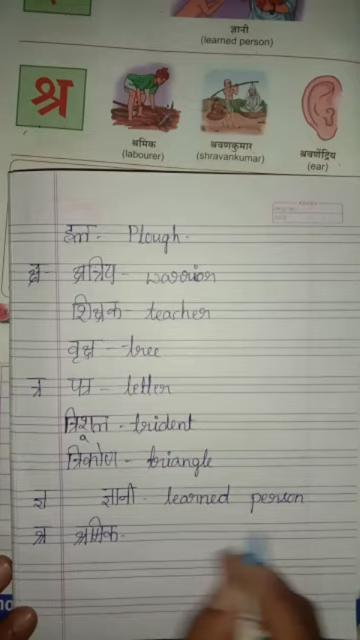 ज्ञानी
(learned person)
श्र
श्रमिक श्रवणकुमार श्रवणेंद्रिय
(labourer) (shravankumar) (ear)
हल - Plough.
क्ष - क्षत्रिय - warrior
शिक्षक - teacher
वृक्ष - tree
त्र पत्र - letter
त्रिशूल - trident
त्रिकोण - triangle
ज्ञ ज्ञानी - learned person
श्र श्रमिक -